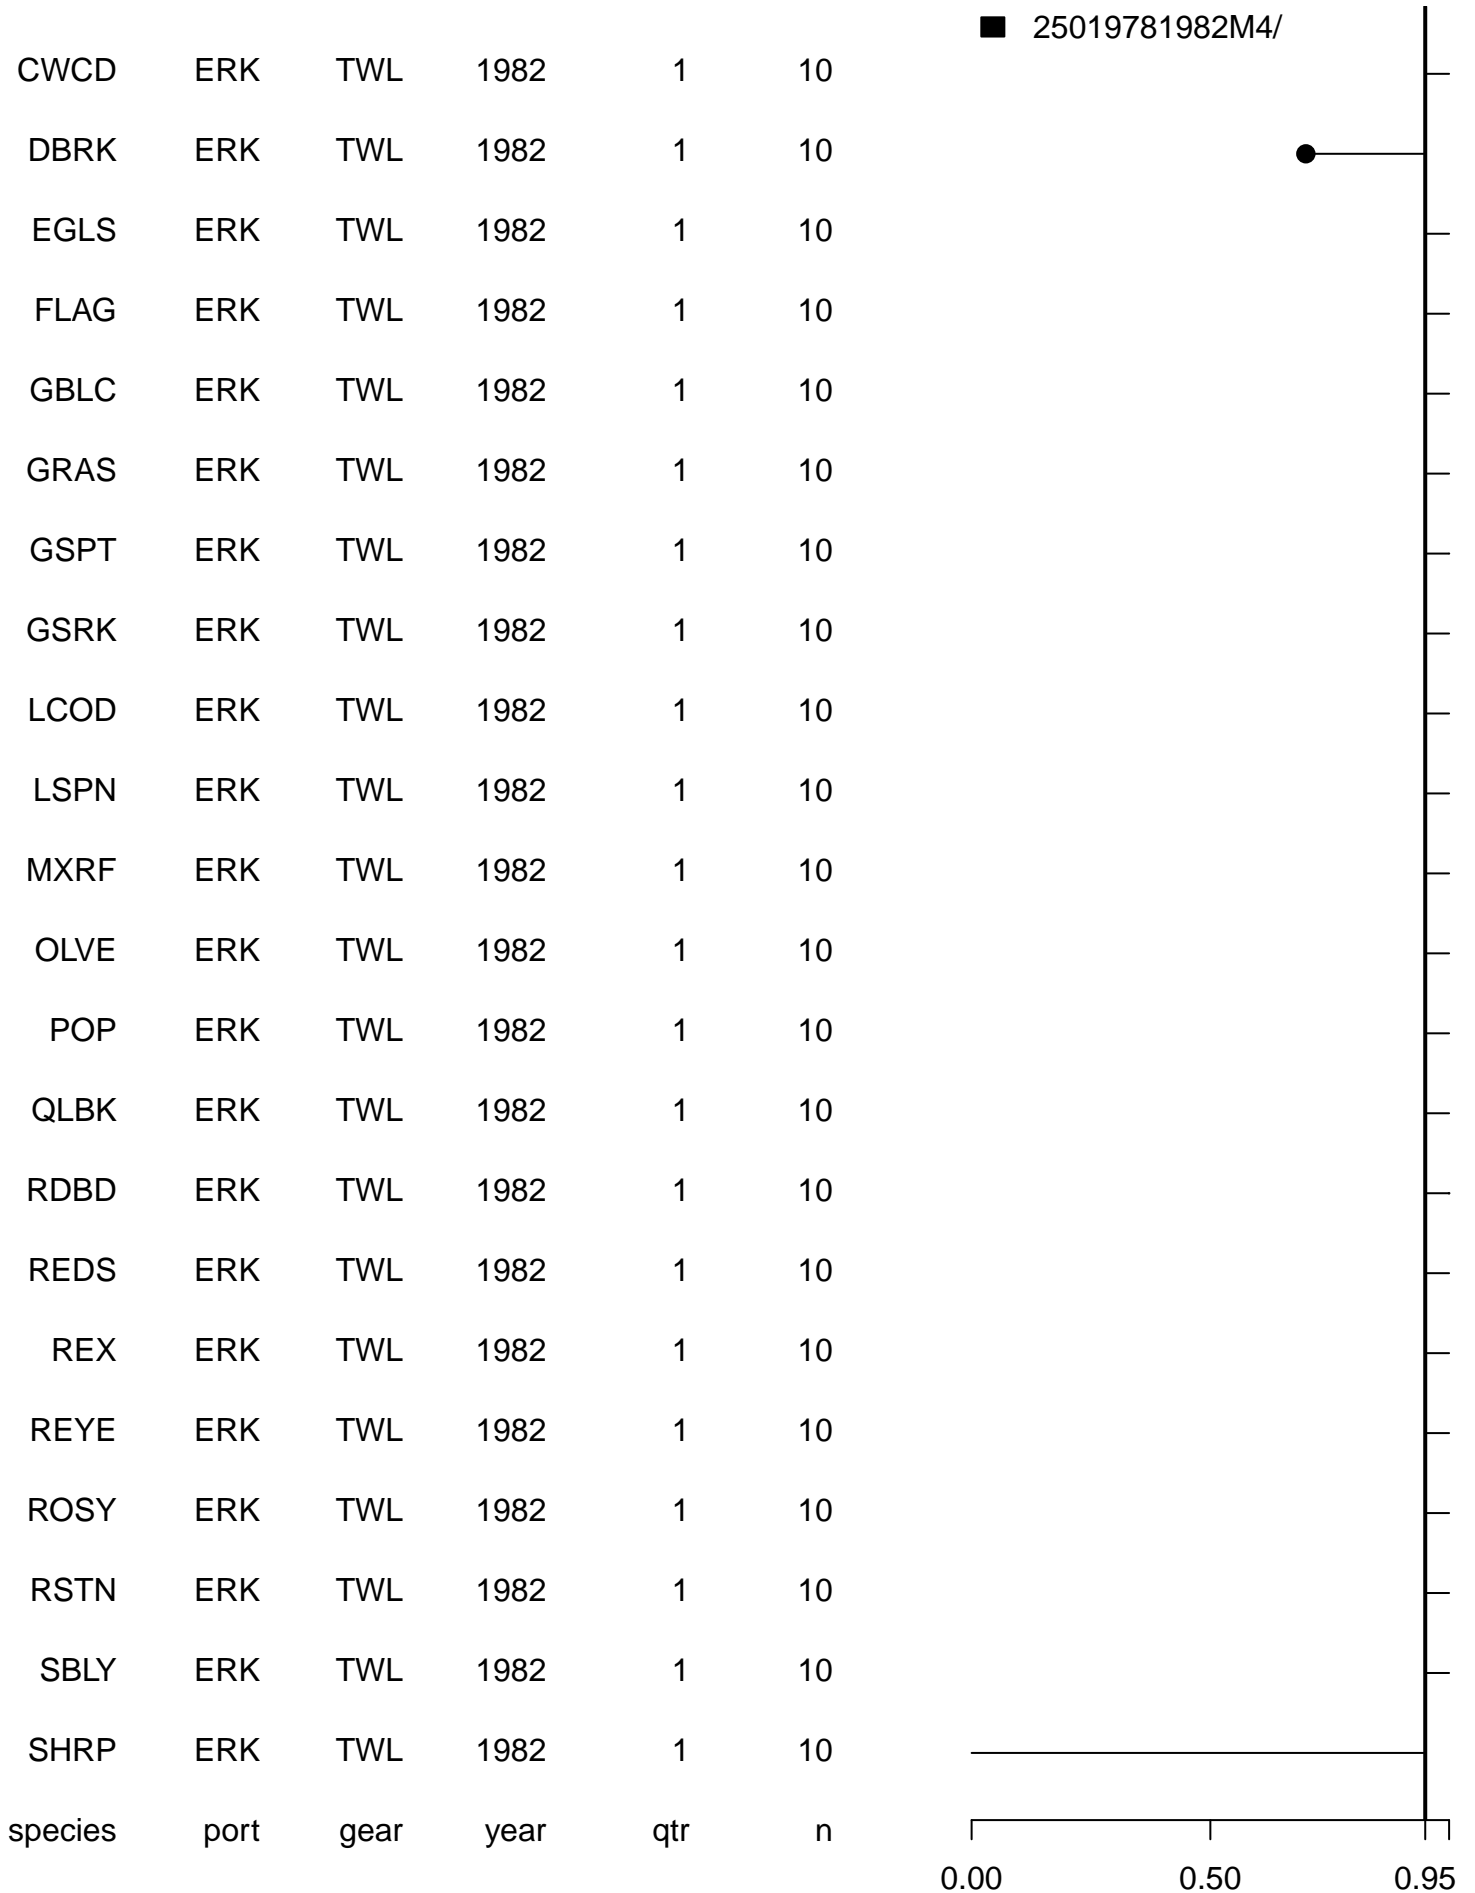 25019781982M4/
CWCD ERK TWL 1982 1 10
DBRK ERK TWL 1982 1 10
EGLS ERK TWL 1982 1 10
FLAG ERK TWL 1982 1 10
GBLC ERK TWL 1982 1 10
GRAS ERK TWL 1982 1 10
GSPT ERK TWL 1982 1 10
GSRK ERK TWL 1982 1 10
LCOD ERK TWL 1982 1 10
LSPN ERK TWL 1982 1 10
MXRF ERK TWL 1982 1 10
OLVE ERK TWL 1982 1 10
POP ERK TWL 1982 1 10
QLBK ERK TWL 1982 1 10
RDBD ERK TWL 1982 1 10
REDS ERK TWL 1982 1 10
REX ERK TWL 1982 1 10
REYE ERK TWL 1982 1 10
ROSY ERK TWL 1982 1 10
RSTN ERK TWL 1982 1 10
SBLY ERK TWL 1982 1 10
SHRP ERK TWL 1982 1 10
species port gear year qtr n
0.00 0.50 0.95